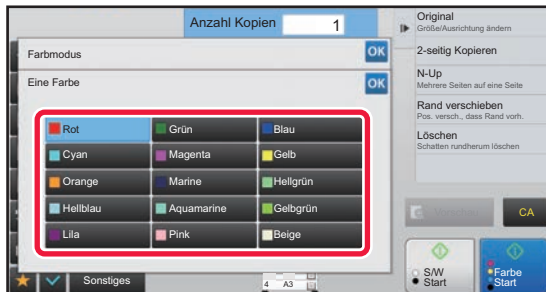 Anzahl Kopien 1
Farbmodus OK
Eine Farbe OK
Rot Grün Blau
Cyan Magenta Gelb
Orange Marine Hellgrün
Hellblau Aquamarine Gelbgrün
Lila Pink Beige
Sonstiges
4 A3
Original
Größe/Ausrichtung ändern
2-seitig Kopieren
N-Up
Mehrere Seiten auf eine Seite
Rand verschieben
Pos. versch., dass Rand vorh.
Löschen
Schatten rundherum löschen
Vorschau CA
S/W
Start
Farbe
Start